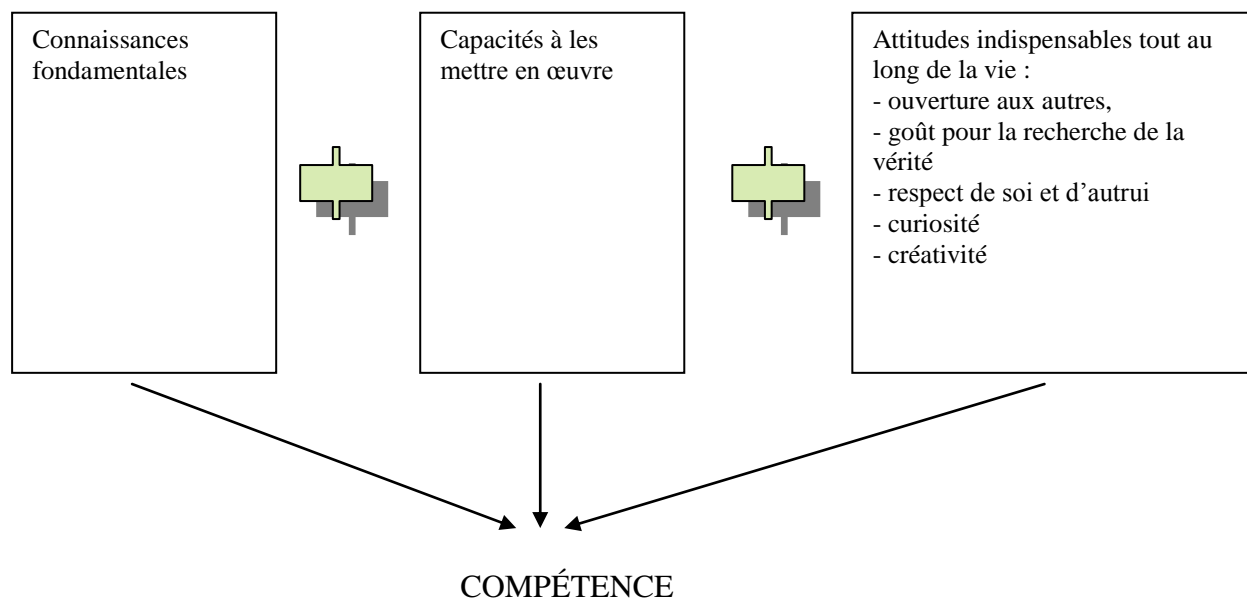 Connaissances
fondamentales
Capacités à les
mettre en œuvre
Attitudes indispensables tout au
long de la vie :
- ouverture aux autres,
- goût pour la recherche de la
vérité
- respect de soi et d’autrui
- curiosité
- créativité
COMPÉTENCE